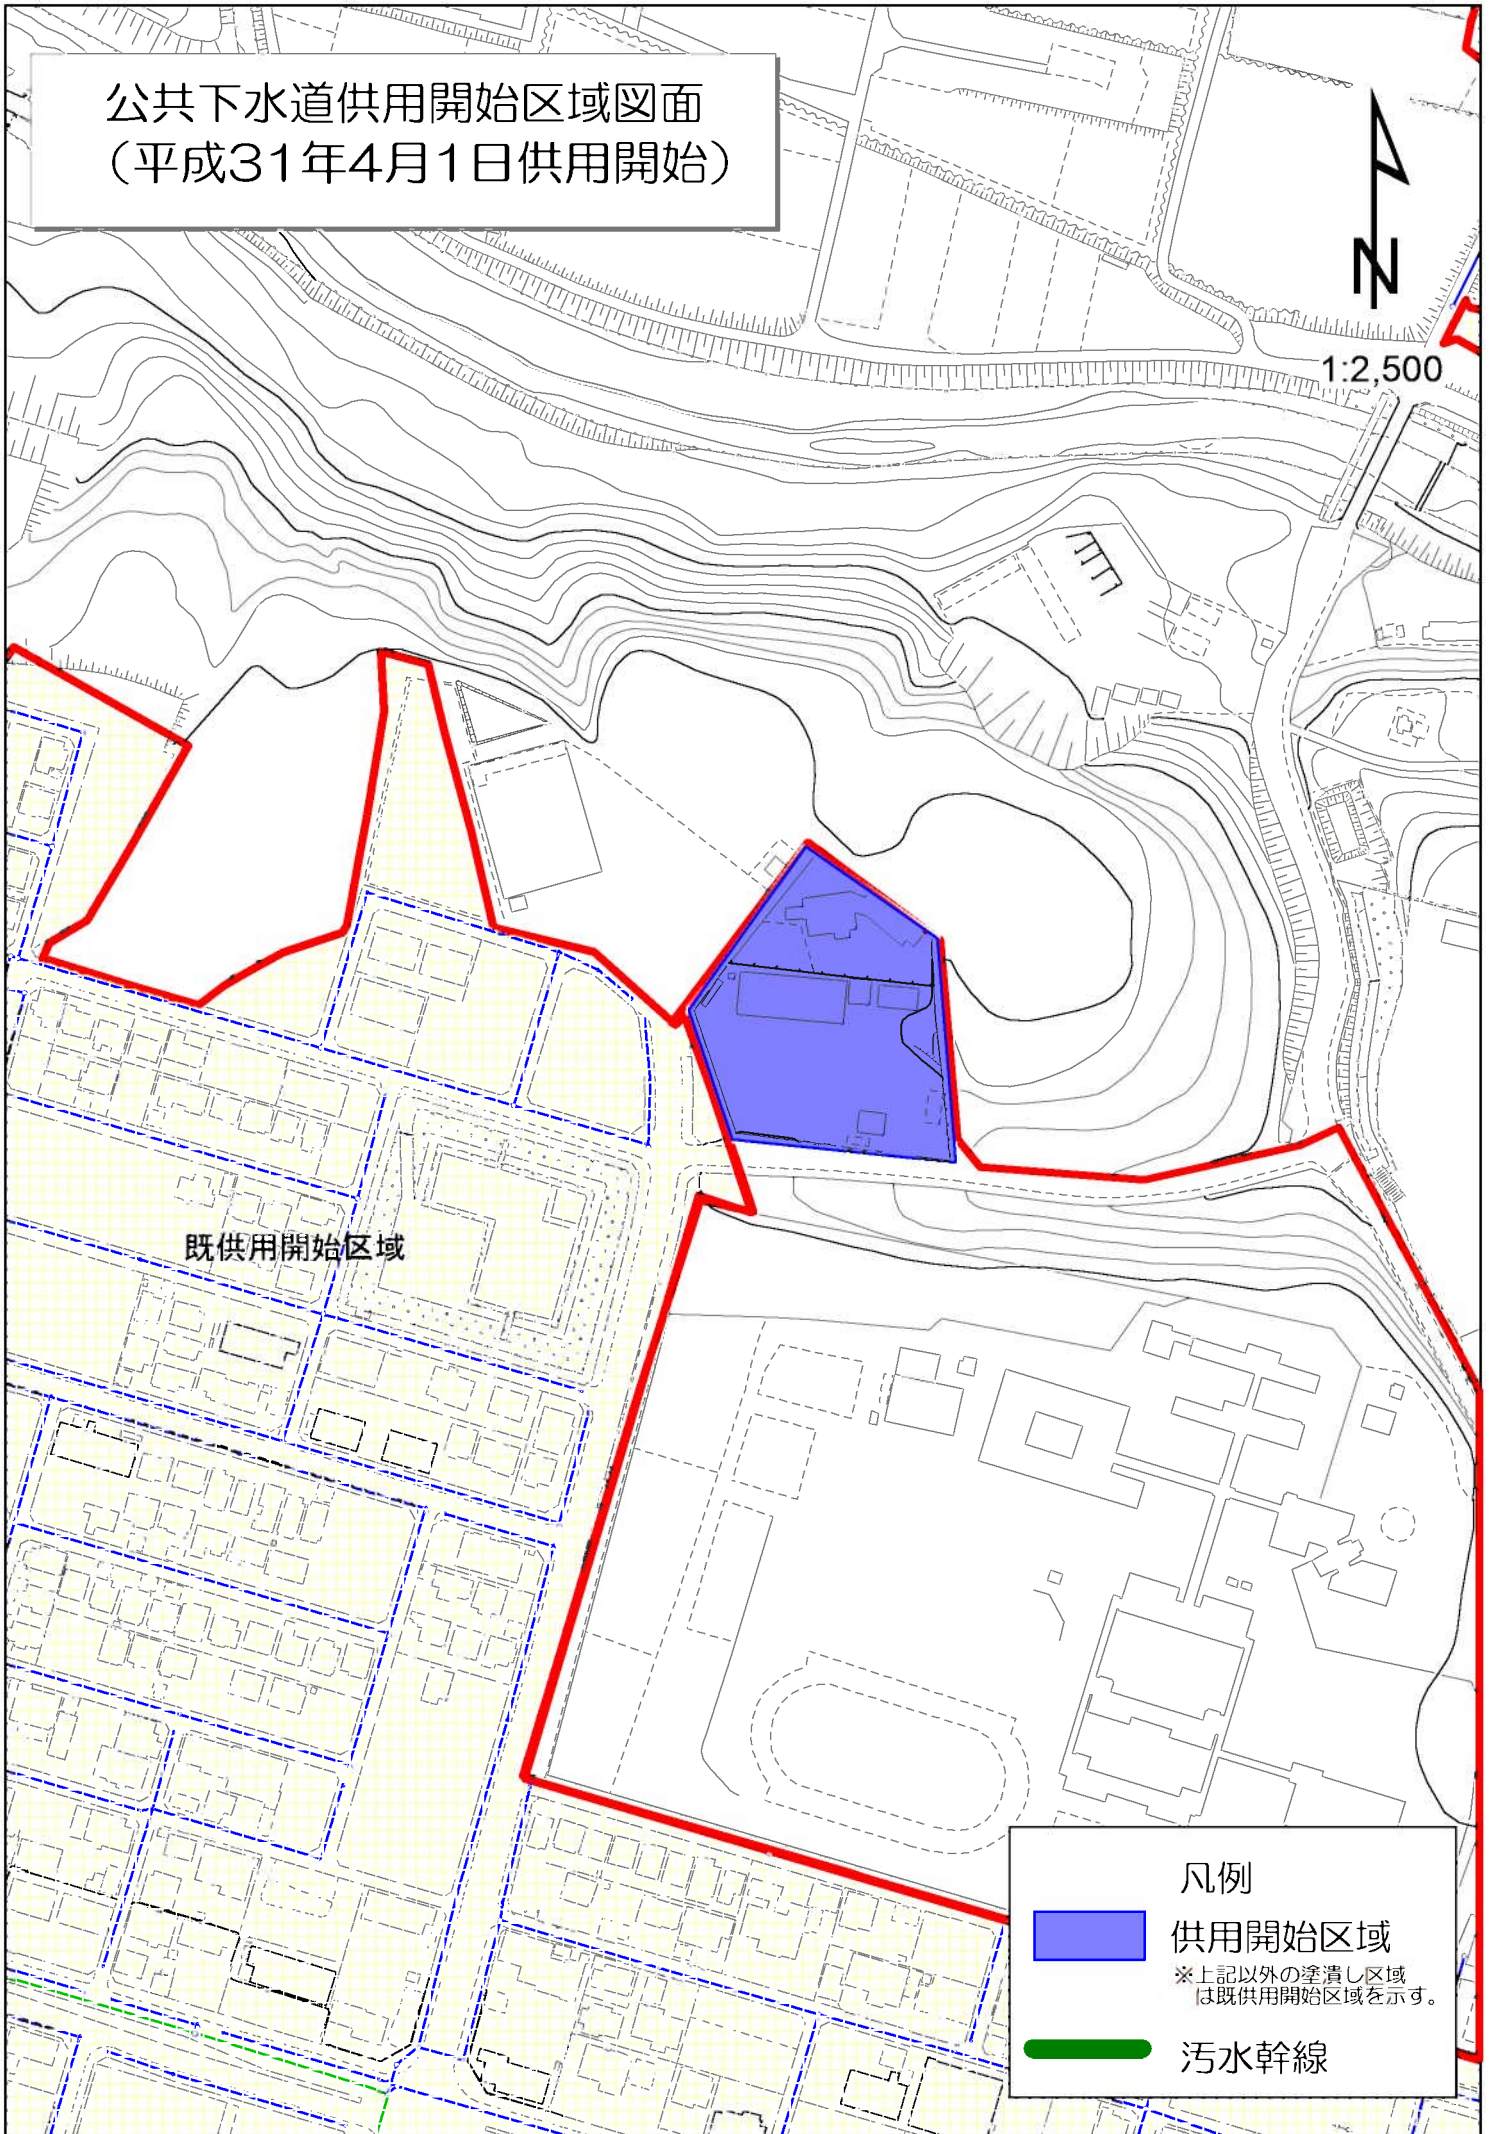 公共下水道供用開始区域図面
（平成31年4月1日供用開始）
N
1:2,500
既供用開始区域
凡例
供用開始区域
※上記以外の塗潰し区域
は既供用開始区域を示す。
汚水幹線